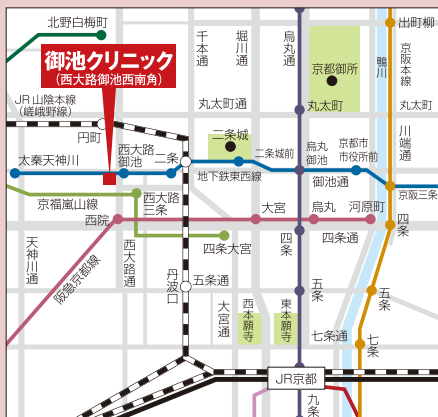 北野白梅町
御池クリニック
(西大路御池西南角)
千本通
堀川通
烏丸通
出町柳
京阪本線
鴨川
京都御所
JR山陰本線
(嵯峨野線)
丸太町通
丸太町
丸太町
川端通
円町
西大路
御池
二条
二条城
二条城前
烏丸
御池
京都市
市役所前
太秦天神川
地下鉄東西線
御池通
京阪三条
京福嵐山線
西大路
三条
西院
大宮
烏丸
河原町
四条
四条大宮
四条
四条通
天神川通
阪急京都線
西大路通
丹波口
五条通
大宮通
西本願寺
東本願寺
五条
五条
七条通
七条
JR京都
九条